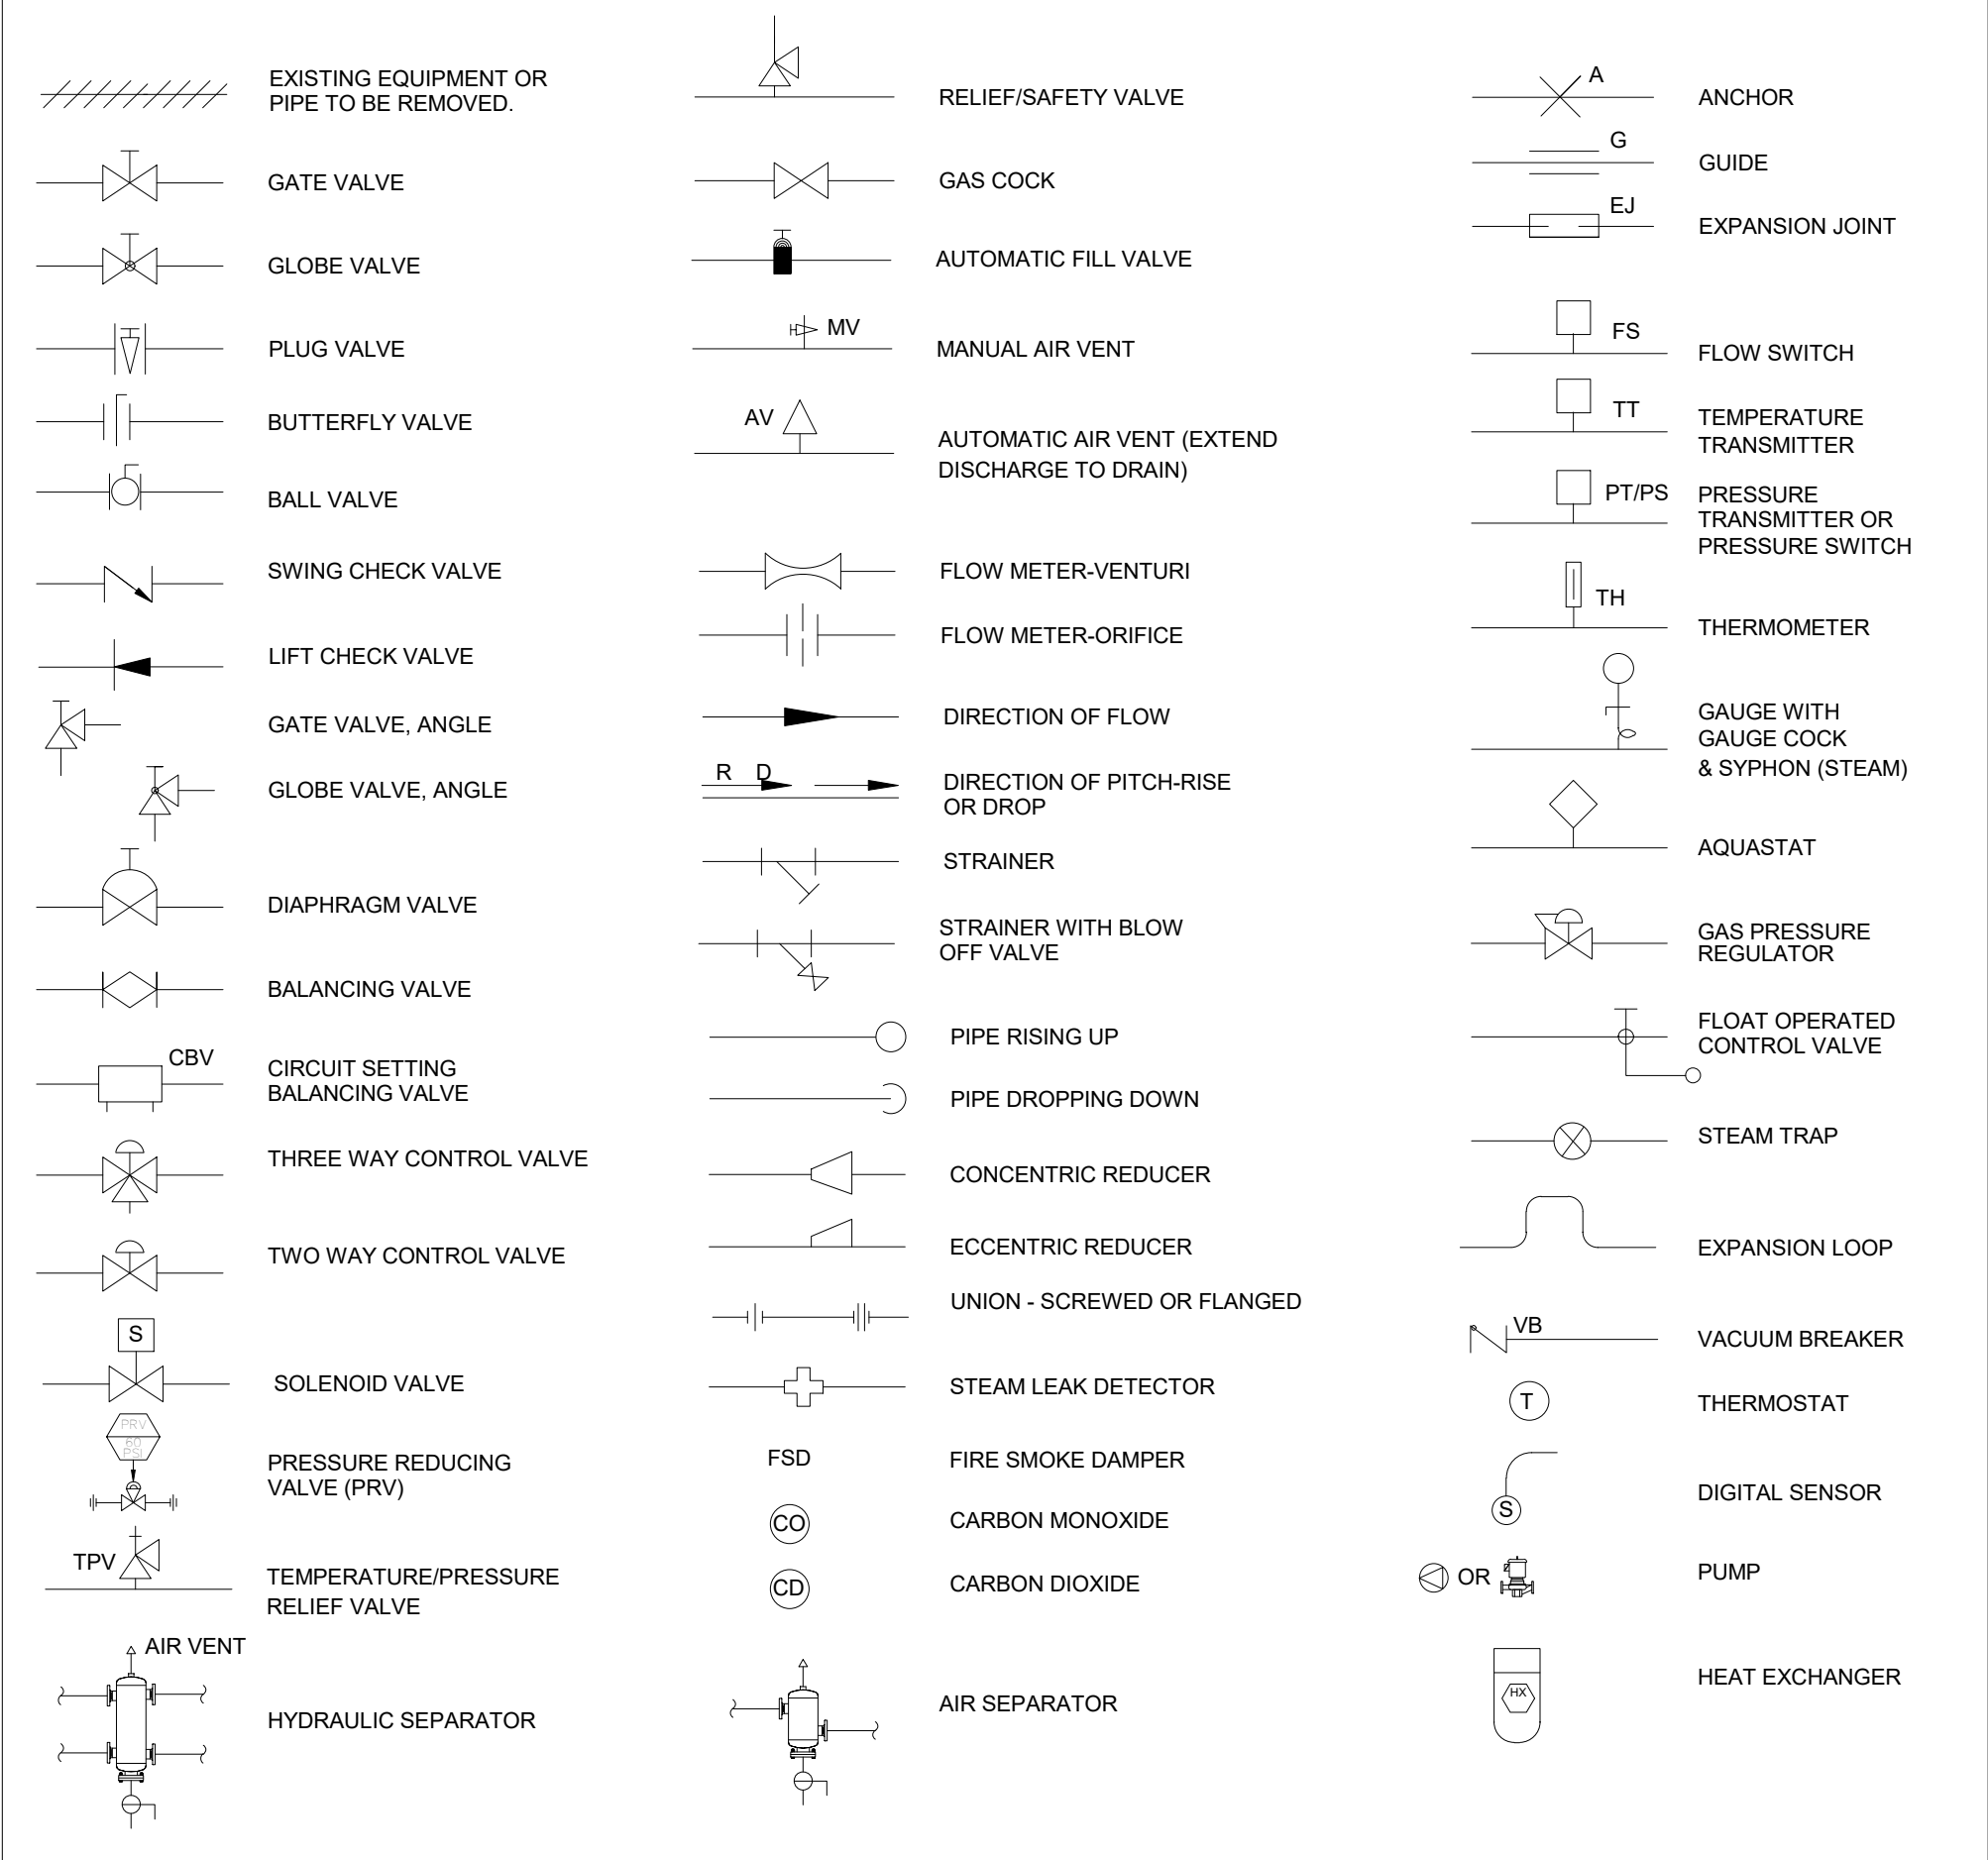 EXISTING EQUIPMENT OR
PIPE TO BE REMOVED.
GATE VALVE
GLOBE VALVE
PLUG VALVE
BUTTERFLY VALVE
BALL VALVE
SWING CHECK VALVE
LIFT CHECK VALVE
GATE VALVE, ANGLE
GLOBE VALVE, ANGLE
DIAPHRAGM VALVE
BALANCING VALVE
CBV
CIRCUIT SETTING
BALANCING VALVE
THREE WAY CONTROL VALVE
TWO WAY CONTROL VALVE
S
SOLENOID VALVE
PRV
60
PSI
PRESSURE REDUCING
VALVE (PRV)
TPV
TEMPERATURE/PRESSURE
RELIEF VALVE
AIR VENT
HYDRAULIC SEPARATOR
RELIEF/SAFETY VALVE
GAS COCK
AUTOMATIC FILL VALVE
MV
MANUAL AIR VENT
AV
AUTOMATIC AIR VENT (EXTEND
DISCHARGE TO DRAIN)
FLOW METER-VENTURI
FLOW METER-ORIFICE
DIRECTION OF FLOW
R D
DIRECTION OF PITCH-RISE
OR DROP
STRAINER
STRAINER WITH BLOW
OFF VALVE
PIPE RISING UP
PIPE DROPPING DOWN
CONCENTRIC REDUCER
ECCENTRIC REDUCER
UNION - SCREWED OR FLANGED
STEAM LEAK DETECTOR
FSD
FIRE SMOKE DAMPER
CO
CARBON MONOXIDE
CD
CARBON DIOXIDE
AIR SEPARATOR
A
ANCHOR
G
GUIDE
EJ
EXPANSION JOINT
FS
FLOW SWITCH
TT
TEMPERATURE
TRANSMITTER
PT/PS
PRESSURE
TRANSMITTER OR
PRESSURE SWITCH
TH
THERMOMETER
GAUGE WITH
GAUGE COCK
& SYPHON (STEAM)
AQUASTAT
GAS PRESSURE
REGULATOR
FLOAT OPERATED
CONTROL VALVE
STEAM TRAP
EXPANSION LOOP
VB
VACUUM BREAKER
T
THERMOSTAT
S
DIGITAL SENSOR
OR
PUMP
HX
HEAT EXCHANGER